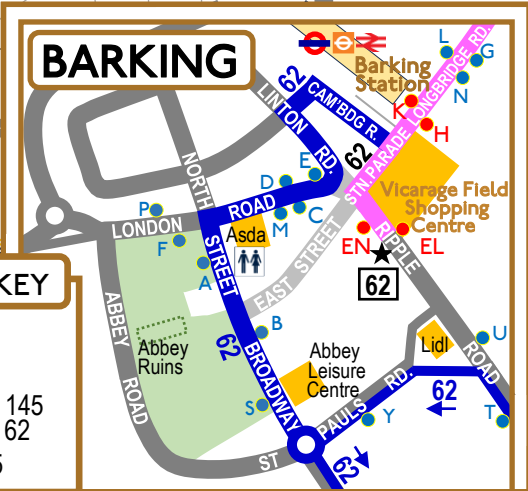 BARKING
62
CAM'BDG R.
LINTON RD.
Barking
Station
STN PARADE
LONGBRIDGE RD.
L
G
N
K
H
62
E
D
C
M
P
F
A
NORTH STREET
LONDON ROAD
Asda
Vicarage Field
Shopping
Centre
EN
EL
RIPPLE ROAD
62
EAST STREET
KEY
145
62
ABBEY ROAD
Abbey
Ruins
62
B
BROADWAY
Abbey
Leisure
Centre
S
Lidl
U
ST PAULS RD.
62
Y
T
62